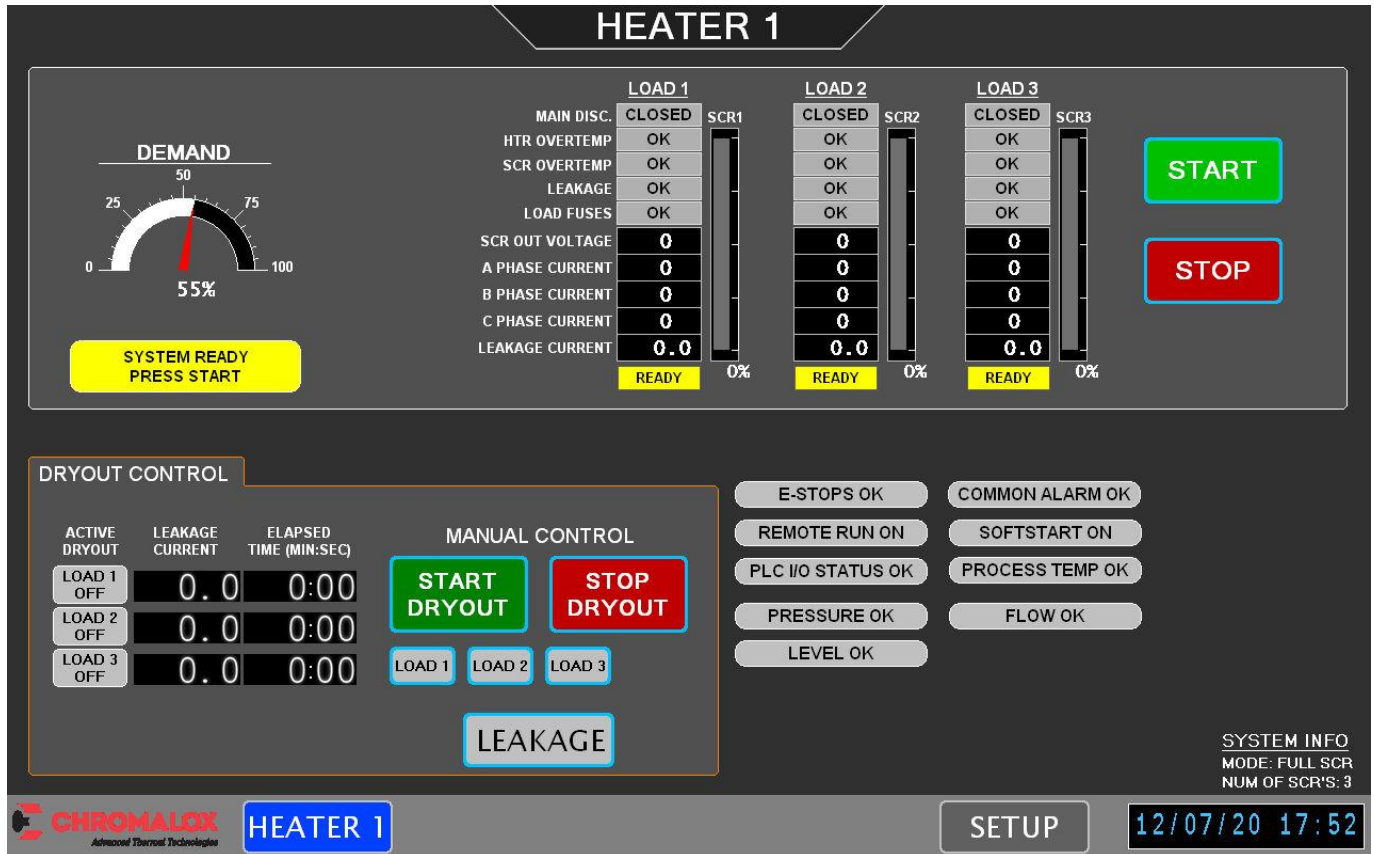 HEATER 1
LOAD 1 LOAD 2 LOAD 3
MAIN DISC. CLOSED SCR1 CLOSED SCR2 CLOSED SCR3
HTR OVERTEMP OK OK OK
SCR OVERTEMP OK OK OK
LEAKAGE OK OK OK
LOAD FUSES OK OK OK
SCR OUT VOLTAGE 0 0 0
A PHASE CURRENT 0 0 0
B PHASE CURRENT 0 0 0
C PHASE CURRENT 0 0 0
LEAKAGE CURRENT 0.0 0.0 0.0
READY 0% READY 0% READY 0%
DEMAND
50
25 75
0 100
55%
SYSTEM READY
PRESS START
START
STOP
DRYOUT CONTROL
ACTIVE LEAKAGE ELAPSED
DRYOUT CURRENT TIME (MIN:SEC)
LOAD 1
OFF 0.0 0:00
LOAD 2
OFF 0.0 0:00
LOAD 3
OFF 0.0 0:00
MANUAL CONTROL
START STOP
DRYOUT DRYOUT
LOAD 1 LOAD 2 LOAD 3
LEAKAGE
E-STOPS OK COMMON ALARM OK
REMOTE RUN ON SOFTSTART ON
PLC I/O STATUS OK PROCESS TEMP OK
PRESSURE OK FLOW OK
LEVEL OK
SYSTEM INFO
MODE: FULL SCR
NUM OF SCR'S: 3
CHROMALOX
Advanced Thermal Technologies
HEATER 1
SETUP
12/07/20 17:52